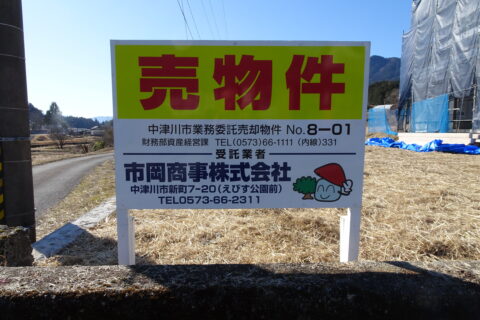 売物件
中津川市業務委託売却物件 No.8-01
財務部資産経営課 TEL(0573)66-1111 (内線)331
受託業者
市岡商事株式会社
中津川市新町7-20(えびす公園前)
TEL0573-66-2311